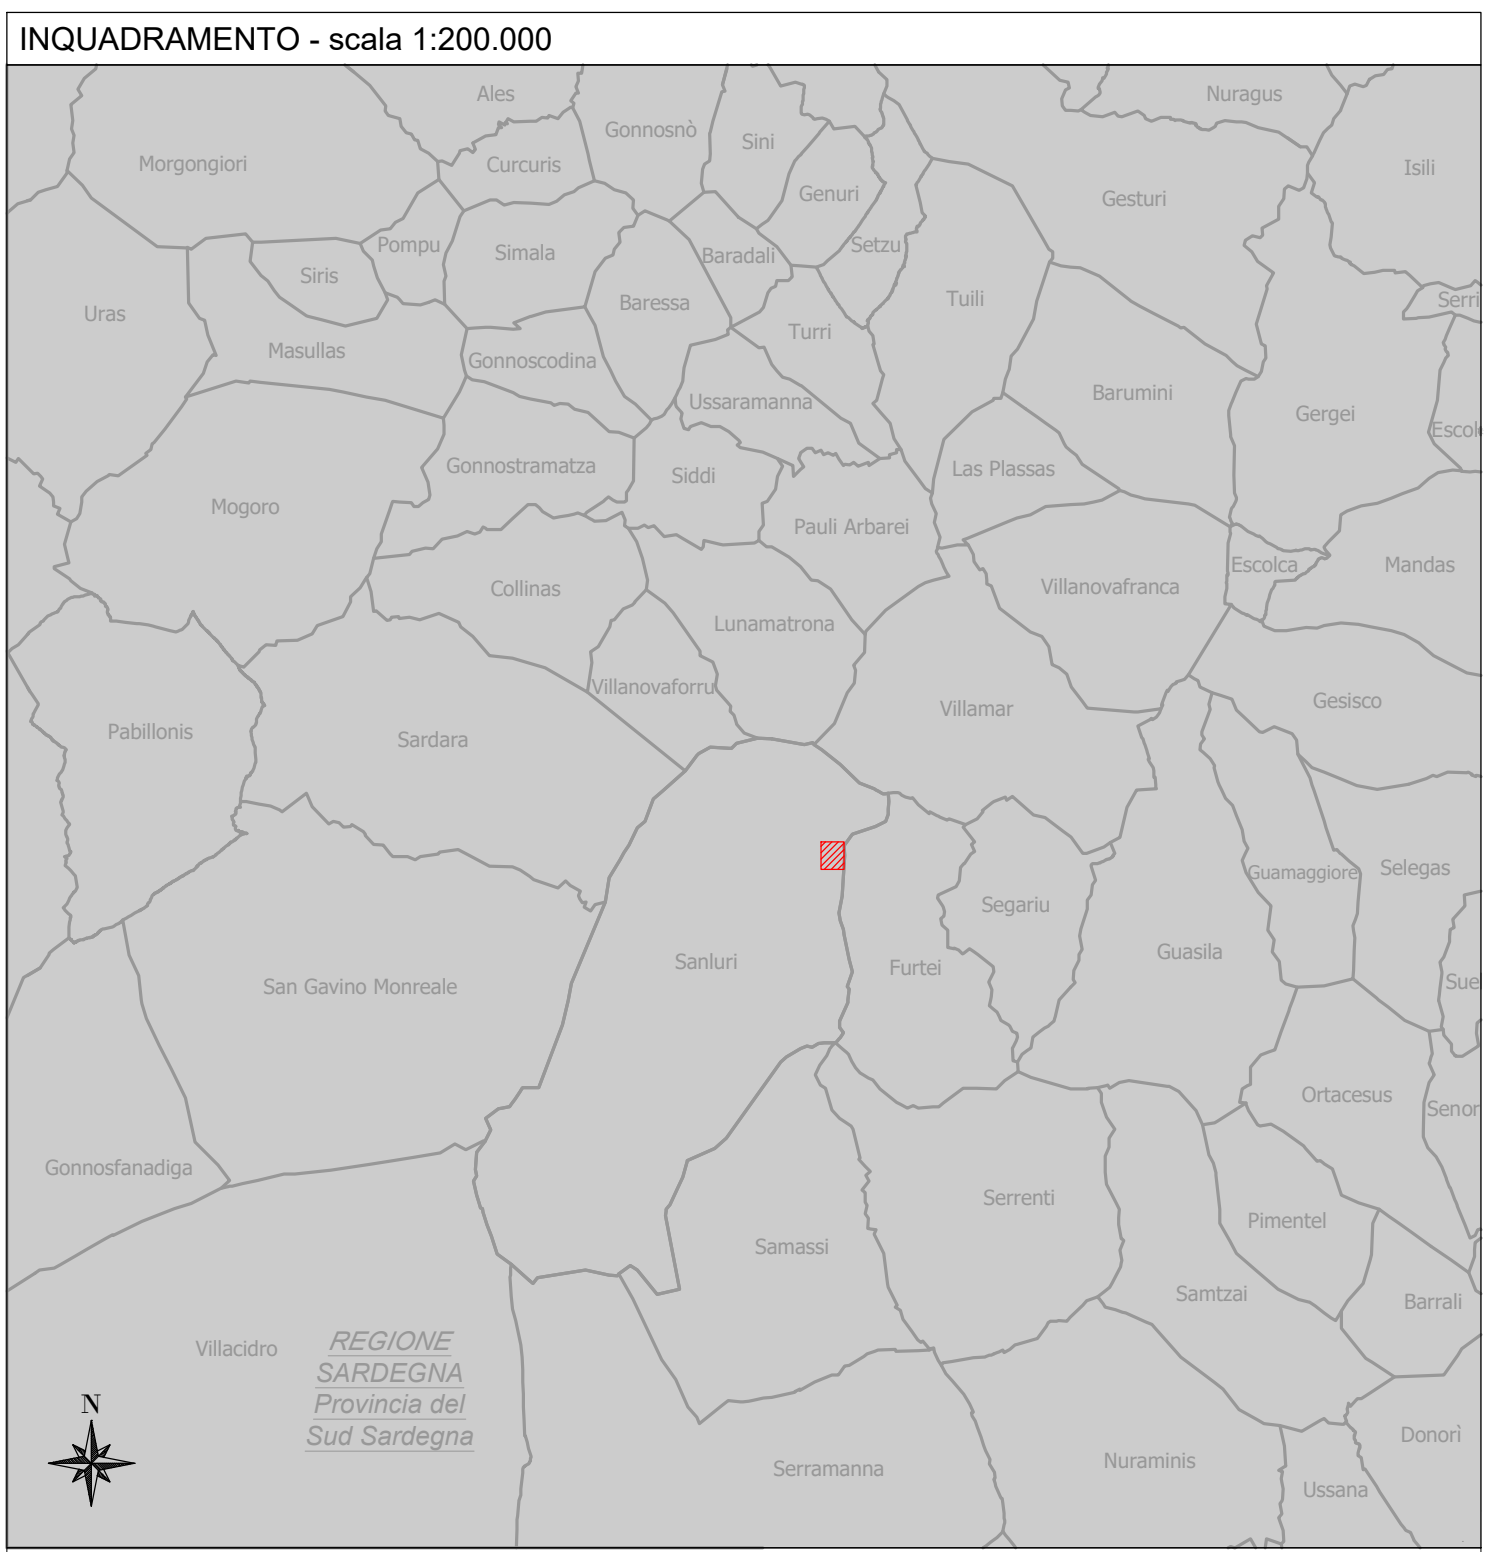 INQUADRAMENTO - scala 1:200.000
Ales
Nuragus
Gonnosnò
Sini
Morgongiori
Curcuris
Isili
Genuri
Gesturi
Pompu
Simala
Baradali
Setzu
Siris
Uras
Baressa
Tuili
Serri
Turri
Masullas
Gonnoscodina
Barumini
Ussaramanna
Gergei
Escol
Gonnostramatza
Siddi
Las Plassas
Mogoro
Pauli Arbarei
Escolca
Mandas
Collinas
Villanovafranca
Lunamatrona
Villanovaforru
Gesisco
Villamar
Pabillonis
Sardara
Guamaggiore
Selegas
Segariu
Guasila
Sanluri
Furtei
San Gavino Monreale
Sue
Ortacesus
Senor
Gonnosfanadiga
Serrenti
Pimentel
Samassi
Samtzai
Barrali
Villacidro
REGIONE
SARDEGNA
Provincia del
Sud Sardegna
N
Donorì
Serramanna
Nuraminis
Ussana